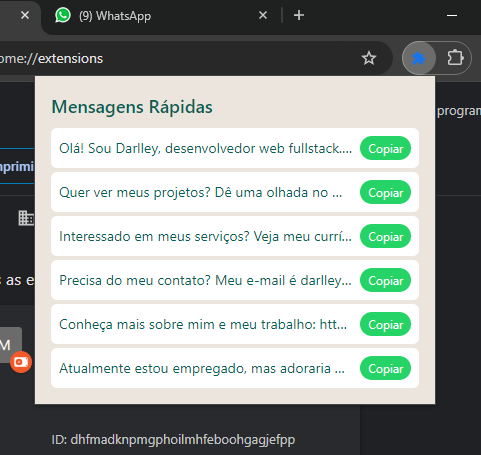 (9) WhatsApp
ome://extensions
program
mprimi
Mensagens Rápidas
Olá! Sou Darlley, desenvolvedor web fullstack.... Copiar
Quer ver meus projetos? Dê uma olhada no ... Copiar
Interessado em meus serviços? Veja meu currí... Copiar
Precisa do meu contato? Meu e-mail é darlley... Copiar
Conheça mais sobre mim e meu trabalho: htt... Copiar
Atualmente estou empregado, mas adoraria ... Copiar
s as e
M
ID: dhfmadknpmgphoilmhfeboohgagjefpp